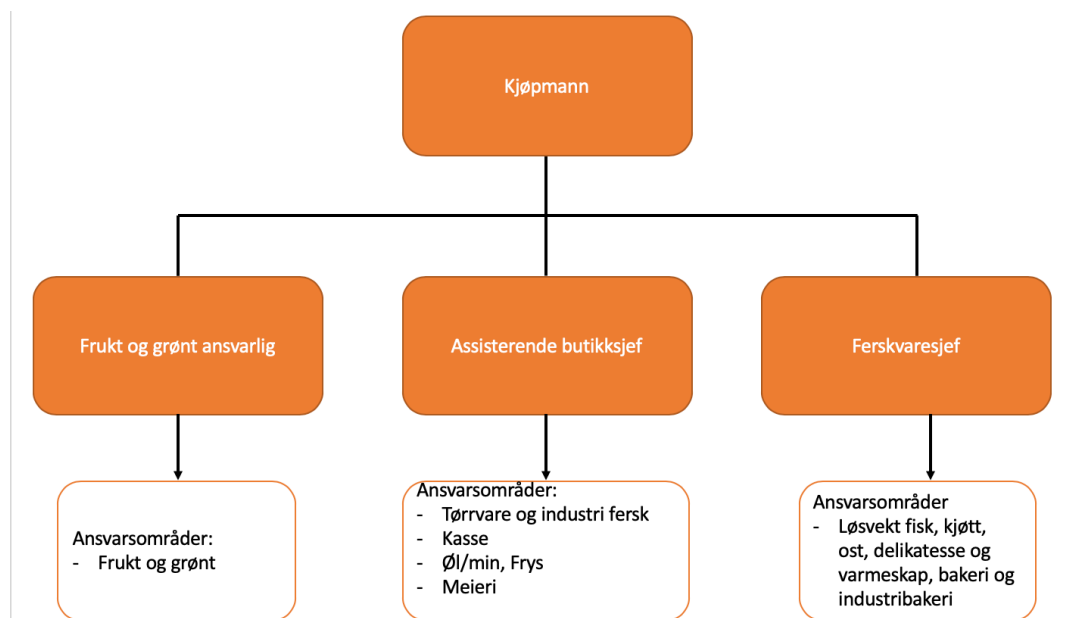 Kjøpmann
Frukt og grønt ansvarlig
Assisterende butikksjef
Ferskvaresjef
Ansvarsområder:
- Frukt og grønt
Ansvarsområder:
- Tørrvare og industri fersk
- Kasse
- Øl/min, Frys
- Meieri
Ansvarsområder
- Løsvekt fisk, kjøtt,
ost, delikatesse og
varmeskap, bakeri og
industribakeri